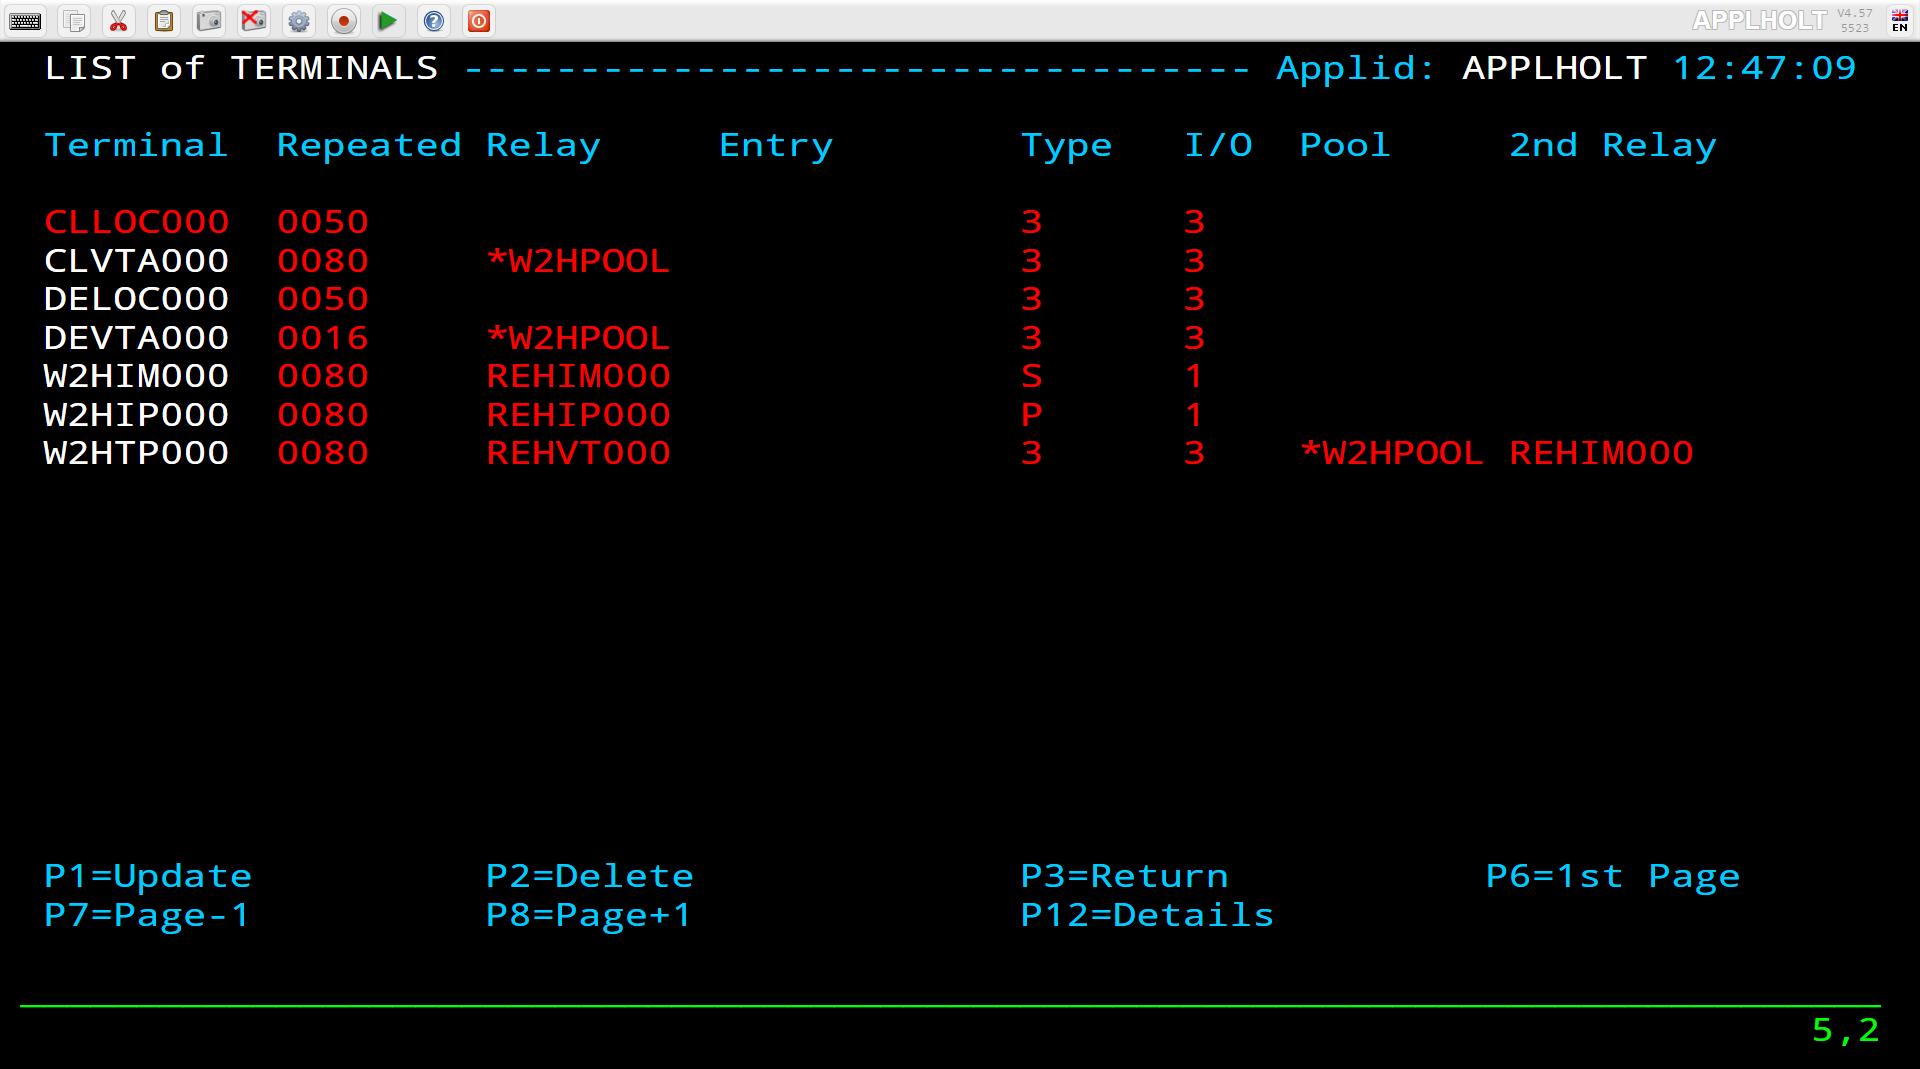 APPLHOLT V4.57 5523 EN
LIST of TERMINALS ---------------------------------- Applid: APPLHOLT 12:47:09
Terminal Repeated Relay Entry Type I/O Pool 2nd Relay
CLLOC000 0050 3 3
CLVTA000 0080 *W2HPOOL 3 3
DELOC000 0050 3 3
DEVTA000 0016 *W2HPOOL 3 3
W2HIM000 0080 REHIM000 S 1
W2HIP000 0080 REHIP000 P 1
W2HTP000 0080 REHVT000 3 3 *W2HPOOL REHIM000
P1=Update P2=Delete P3=Return P6=1st Page
P7=Page-1 P8=Page+1 P12=Details
5,2